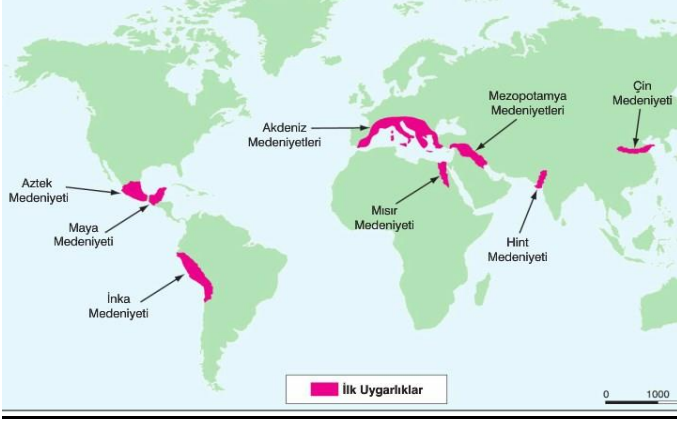 Çin
Medeniyeti
Mezopotamya
Medeniyetleri
Akdeniz
Medeniyetleri
Aztek
Medeniyeti
Maya
Medeniyeti
Mısır
Medeniyeti
Hint
Medeniyeti
İnka
Medeniyeti
İlk Uygarlıklar
0 1000